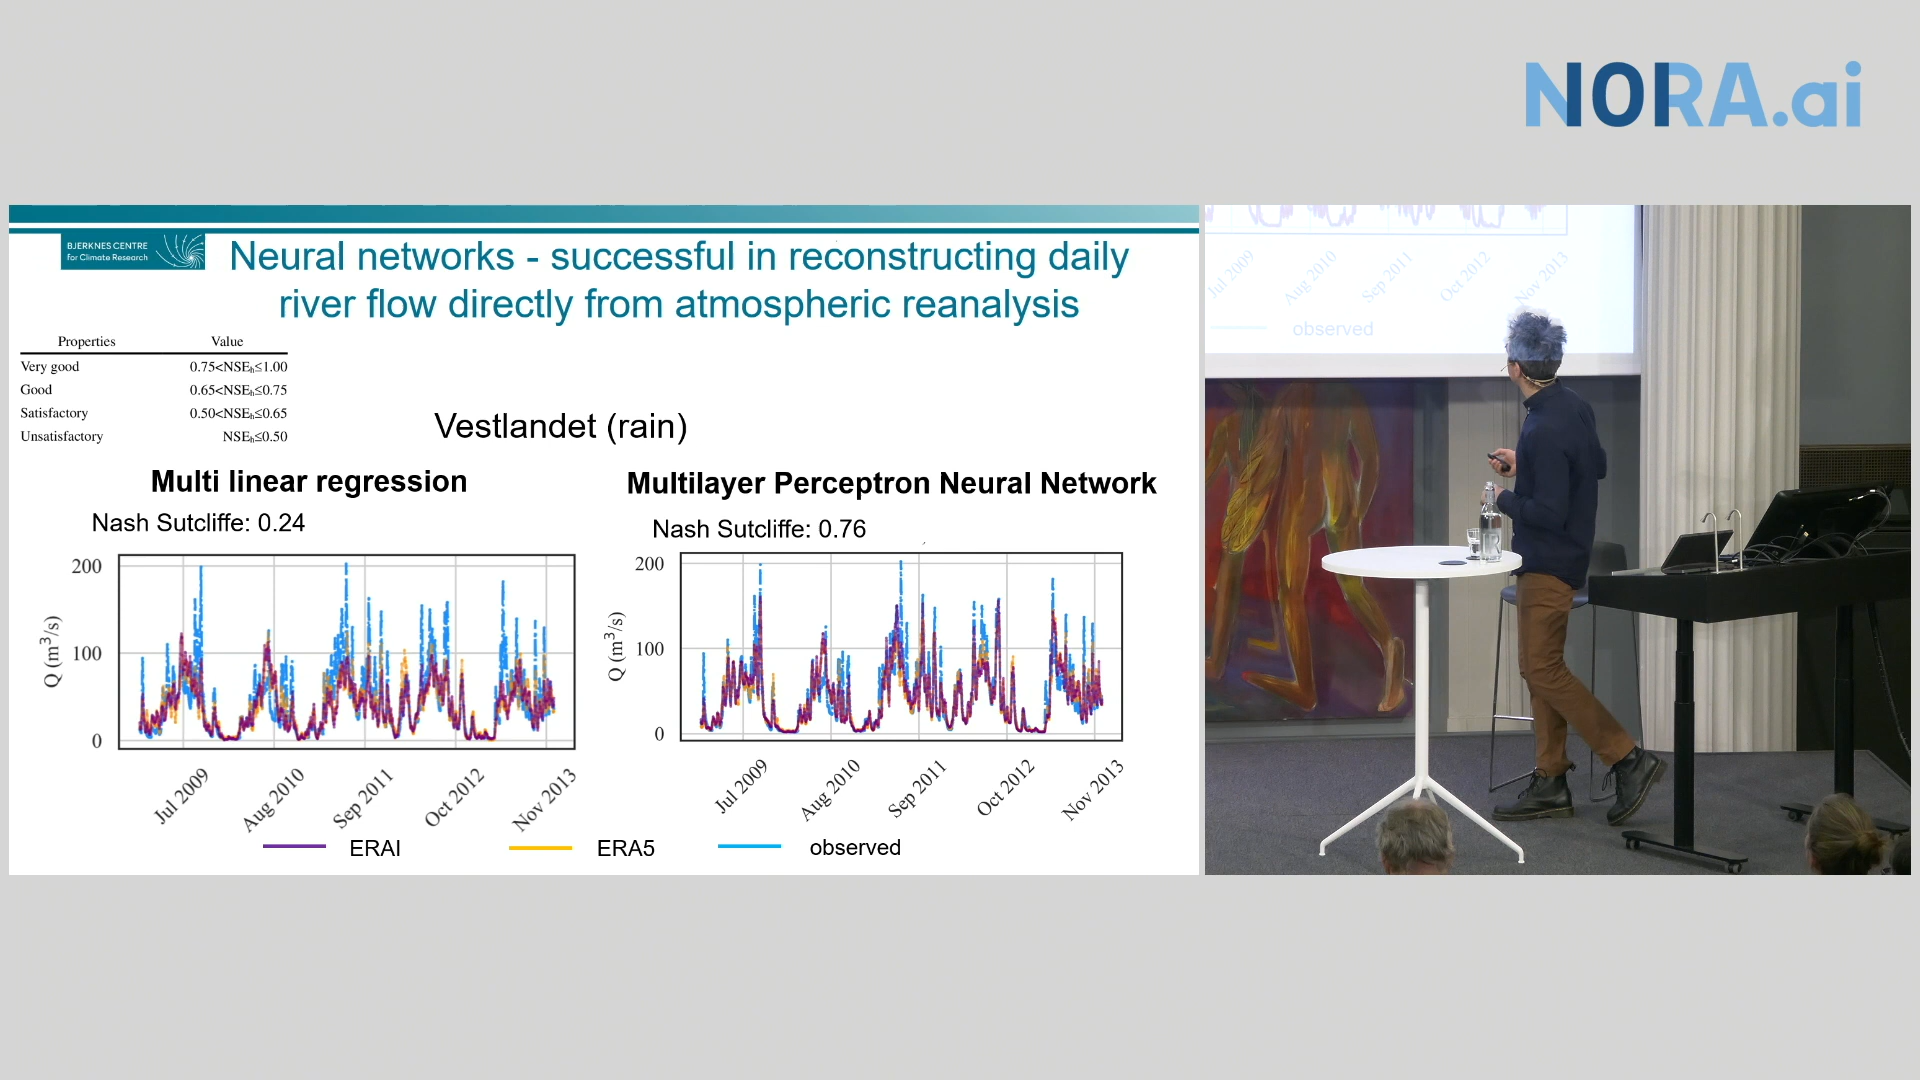 NORA.ai
BJERKNES CENTRE
for Climate Research
Neural networks - successful in reconstructing daily
river flow directly from atmospheric reanalysis
Properties Value
Very good 0.75<NSEₕ≤1.00
Good 0.65<NSEₕ≤0.75
Satisfactory 0.50<NSEₕ≤0.65
Unsatisfactory NSEₕ≤0.50
Vestlandet (rain)
Multi linear regression
Nash Sutcliffe: 0.24
200
100
0
Q (m³/s)
Jul 2009
Aug 2010
Sep 2011
Oct 2012
Nov 2013
Multilayer Perceptron Neural Network
Nash Sutcliffe: 0.76
200
100
0
Q (m³/s)
Jul 2009
Aug 2010
Sep 2011
Oct 2012
Nov 2013
ERAI ERA5 observed
Jul 2009
Aug 2010
Sep 2011
Oct 2012
Nov 2013
observed